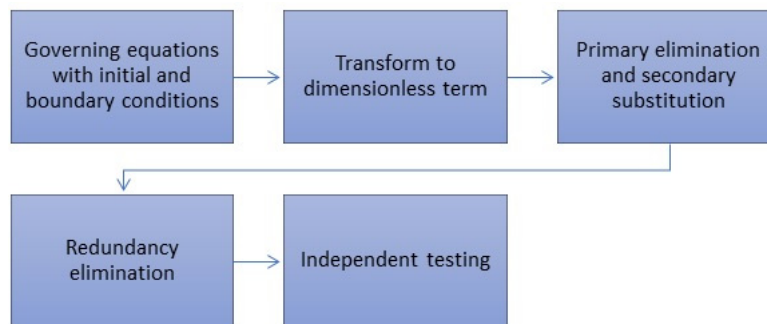 Governing equations
with initial and
boundary conditions
Transform to
dimensionless term
Primary elimination
and secondary
substitution
Redundancy
elimination
Independent testing